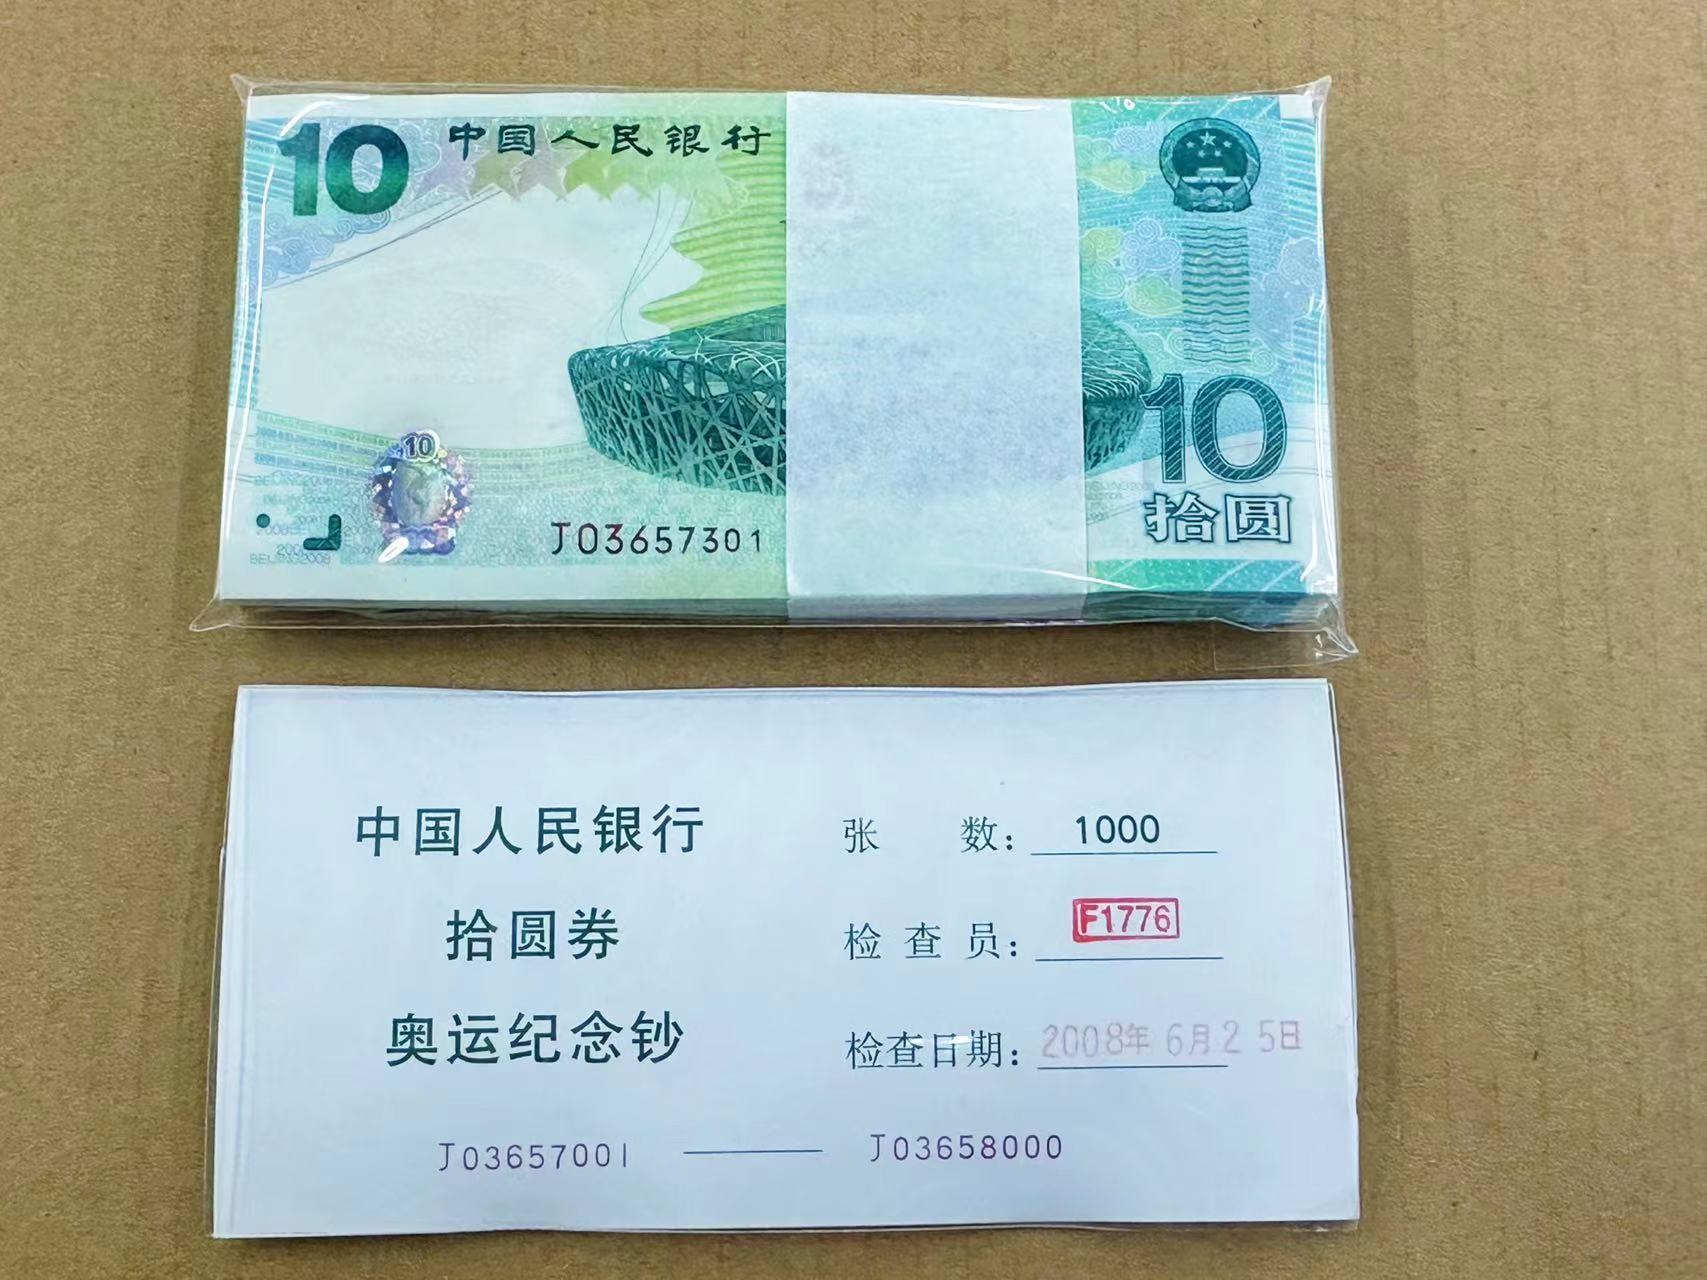 10 中国人民银行
10
10
拾圆
J03657301
中国人民银行
拾圆券
奥运纪念钞
张 数: 1000
检 查 员: F1776
检查日期: 2008年 6月2 5日
J03657001 —— J03658000